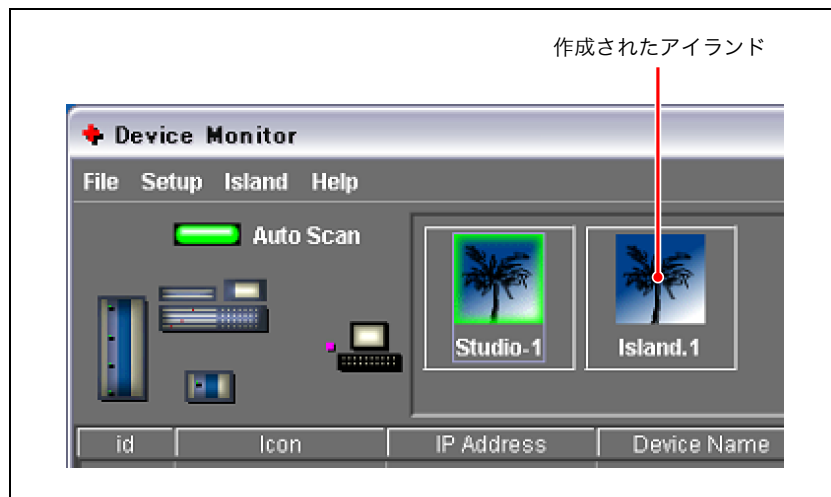 作成されたアイランド
Device Monitor
File Setup Island Help
Auto Scan
Studio-1 Island.1
id Icon IP Address Device Name